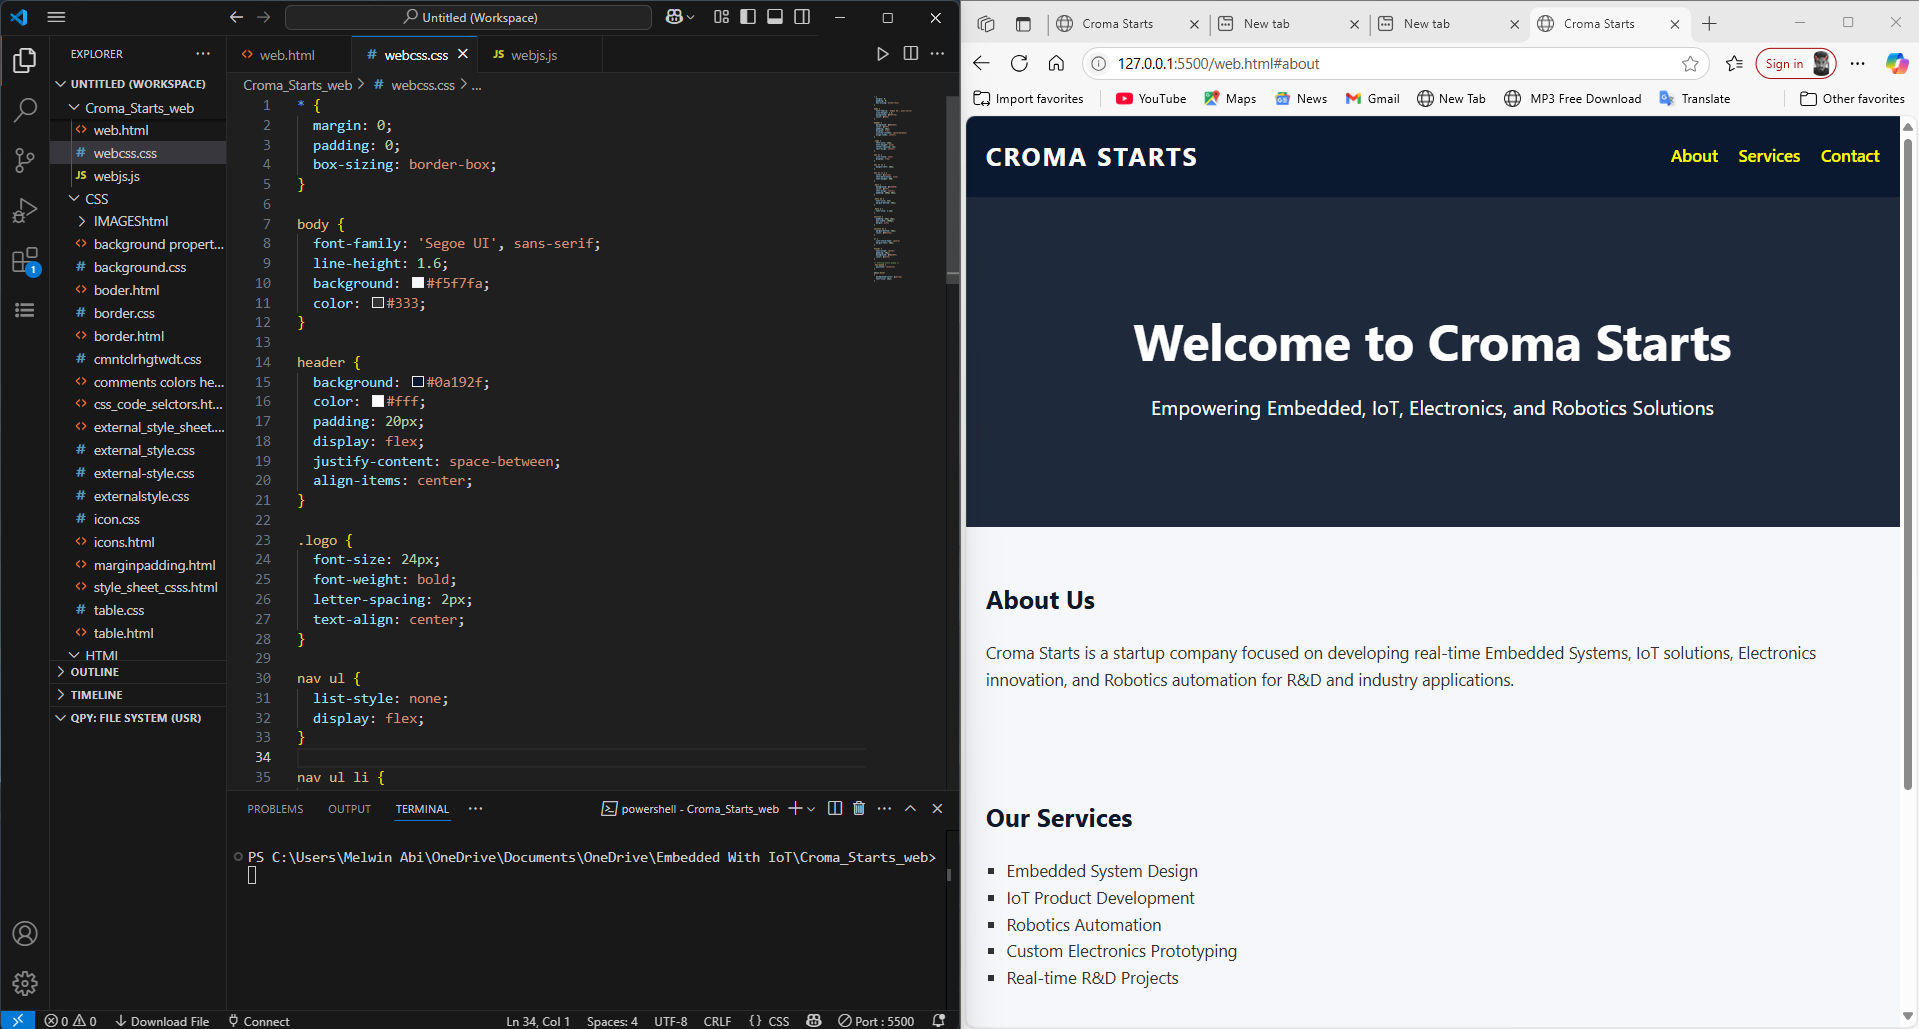 Untitled (Workspace)
EXPLORER
UNTITLED (WORKSPACE)
Croma_Starts_web
web.html
webcss.css
JS webjs.js
CSS
IMAGEShtml
background propert...
# background.css
boder.html
# border.css
border.html
# cmntclrhgtwdt.css
comments colors he...
css_code_selctors.ht...
external_style_sheet....
# external_style.css
# external-style.css
# externalstyle.css
# icon.css
icons.html
marginpadding.html
style_sheet_csss.html
# table.css
table.html
HTML
OUTLINE
TIMELINE
QPY: FILE SYSTEM (USR)
1
web.html
# webcss.css
JS webjs.js
Croma_Starts_web > # webcss.css > ...
1 * {
2 margin: 0;
3 padding: 0;
4 box-sizing: border-box;
5 }
6
7 body {
8 font-family: 'Segoe UI', sans-serif;
9 line-height: 1.6;
10 background: #f5f7fa;
11 color: #333;
12 }
13
14 header {
15 background: #0a192f;
16 color: #fff;
17 padding: 20px;
18 display: flex;
19 justify-content: space-between;
20 align-items: center;
21 }
22
23 .logo {
24 font-size: 24px;
25 font-weight: bold;
26 letter-spacing: 2px;
27 text-align: center;
28 }
29
30 nav ul {
31 list-style: none;
32 display: flex;
33 }
34
35 nav ul li {
PROBLEMS OUTPUT TERMINAL ... powershell - Croma_Starts_web
PS C:\Users\Melwin Abi\OneDrive\Documents\OneDrive\Embedded With IoT\Croma_Starts_web>
0 0 Download File Connect Ln 34, Col 1 Spaces: 4 UTF-8 CRLF {} CSS Port : 5500
Croma Starts
New tab
New tab
Croma Starts
127.0.0.1:5500/web.html#about
Sign in
Import favorites YouTube Maps News Gmail New Tab MP3 Free Download Translate Other favorites
CROMA STARTS
About Services Contact
Welcome to Croma Starts
Empowering Embedded, IoT, Electronics, and Robotics Solutions
About Us
Croma Starts is a startup company focused on developing real-time Embedded Systems, IoT solutions, Electronics
innovation, and Robotics automation for R&D and industry applications.
Our Services
Embedded System Design
IoT Product Development
Robotics Automation
Custom Electronics Prototyping
Real-time R&D Projects